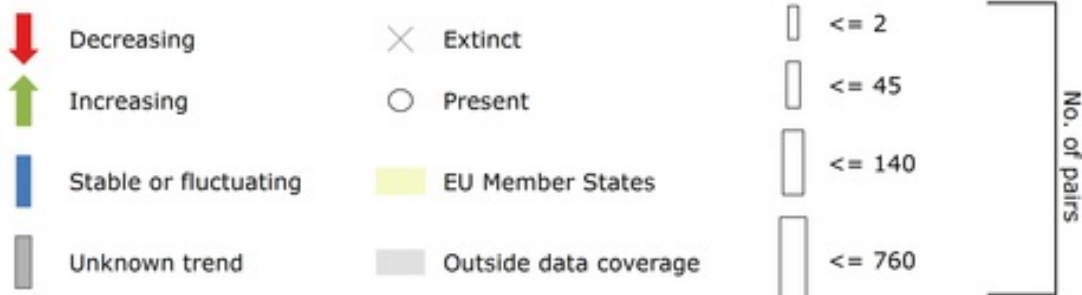 Decreasing
Increasing
Stable or fluctuating
Unknown trend
Extinct
Present
EU Member States
Outside data coverage
<= 2
<= 45
<= 140
<= 760
No. of pairs